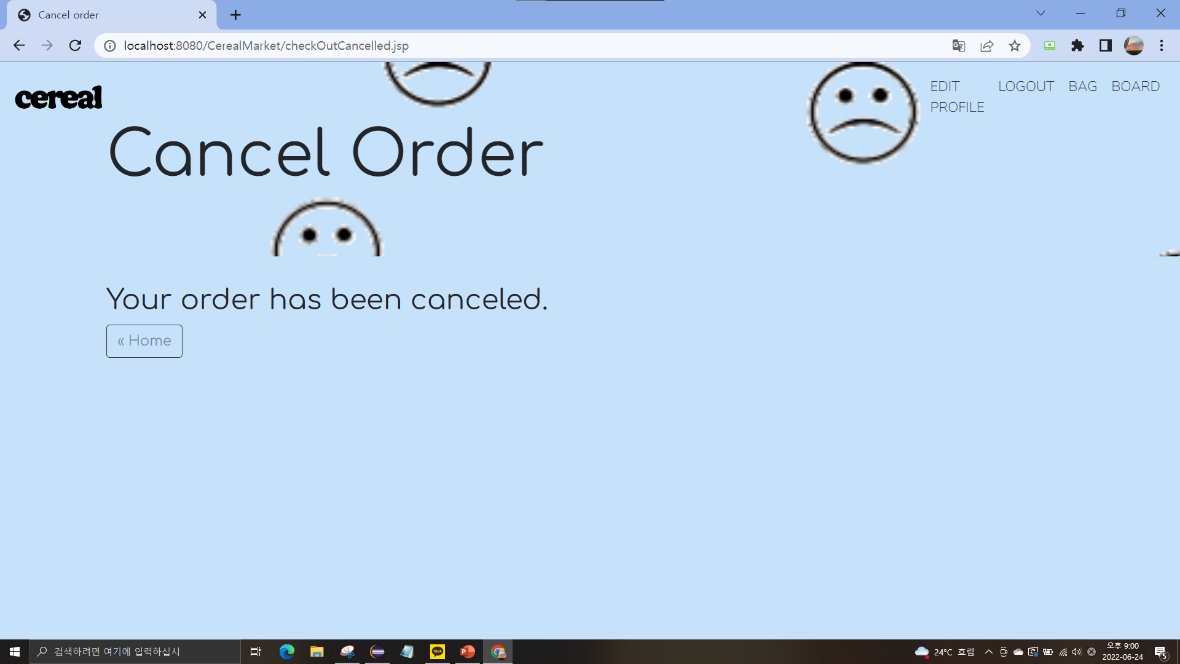 Cancel order
localhost:8080/CerealMarket/checkOutCancelled.jsp
cereal
EDIT PROFILE
LOGOUT
BAG
BOARD
Cancel Order
Your order has been canceled.
« Home
검색하려면 여기에 입력하십시
TALK
24°C 흐림
오후 9:00
2022-06-24
5